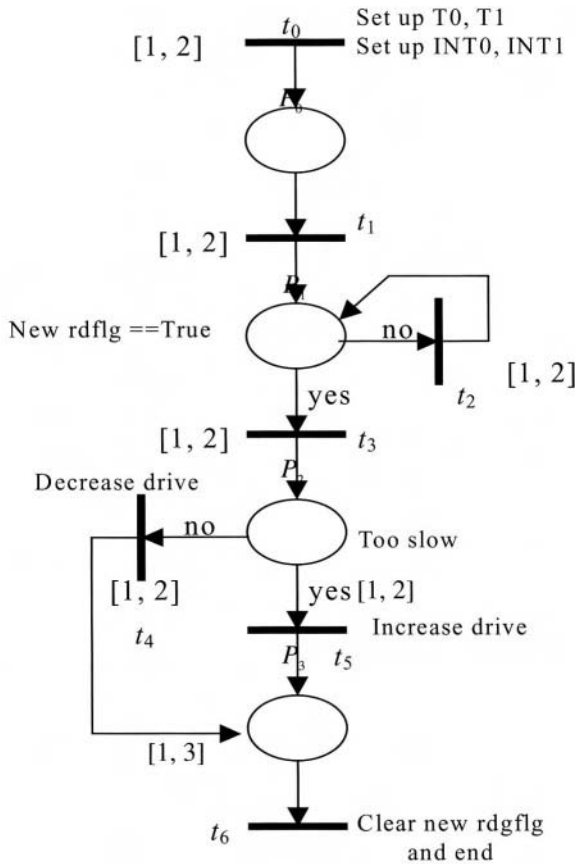 t0
Set up T0, T1
[1, 2]
Set up INT0, INT1
P0
t1
[1, 2]
P1
New rdflg ==True
no
t2
[1, 2]
yes
[1, 2]
t3
Decrease drive
P2
no
Too slow
[1, 2]
yes [1, 2]
t4
Increase drive
P3
t5
[1, 3]
t6
Clear new rdgflg
and end